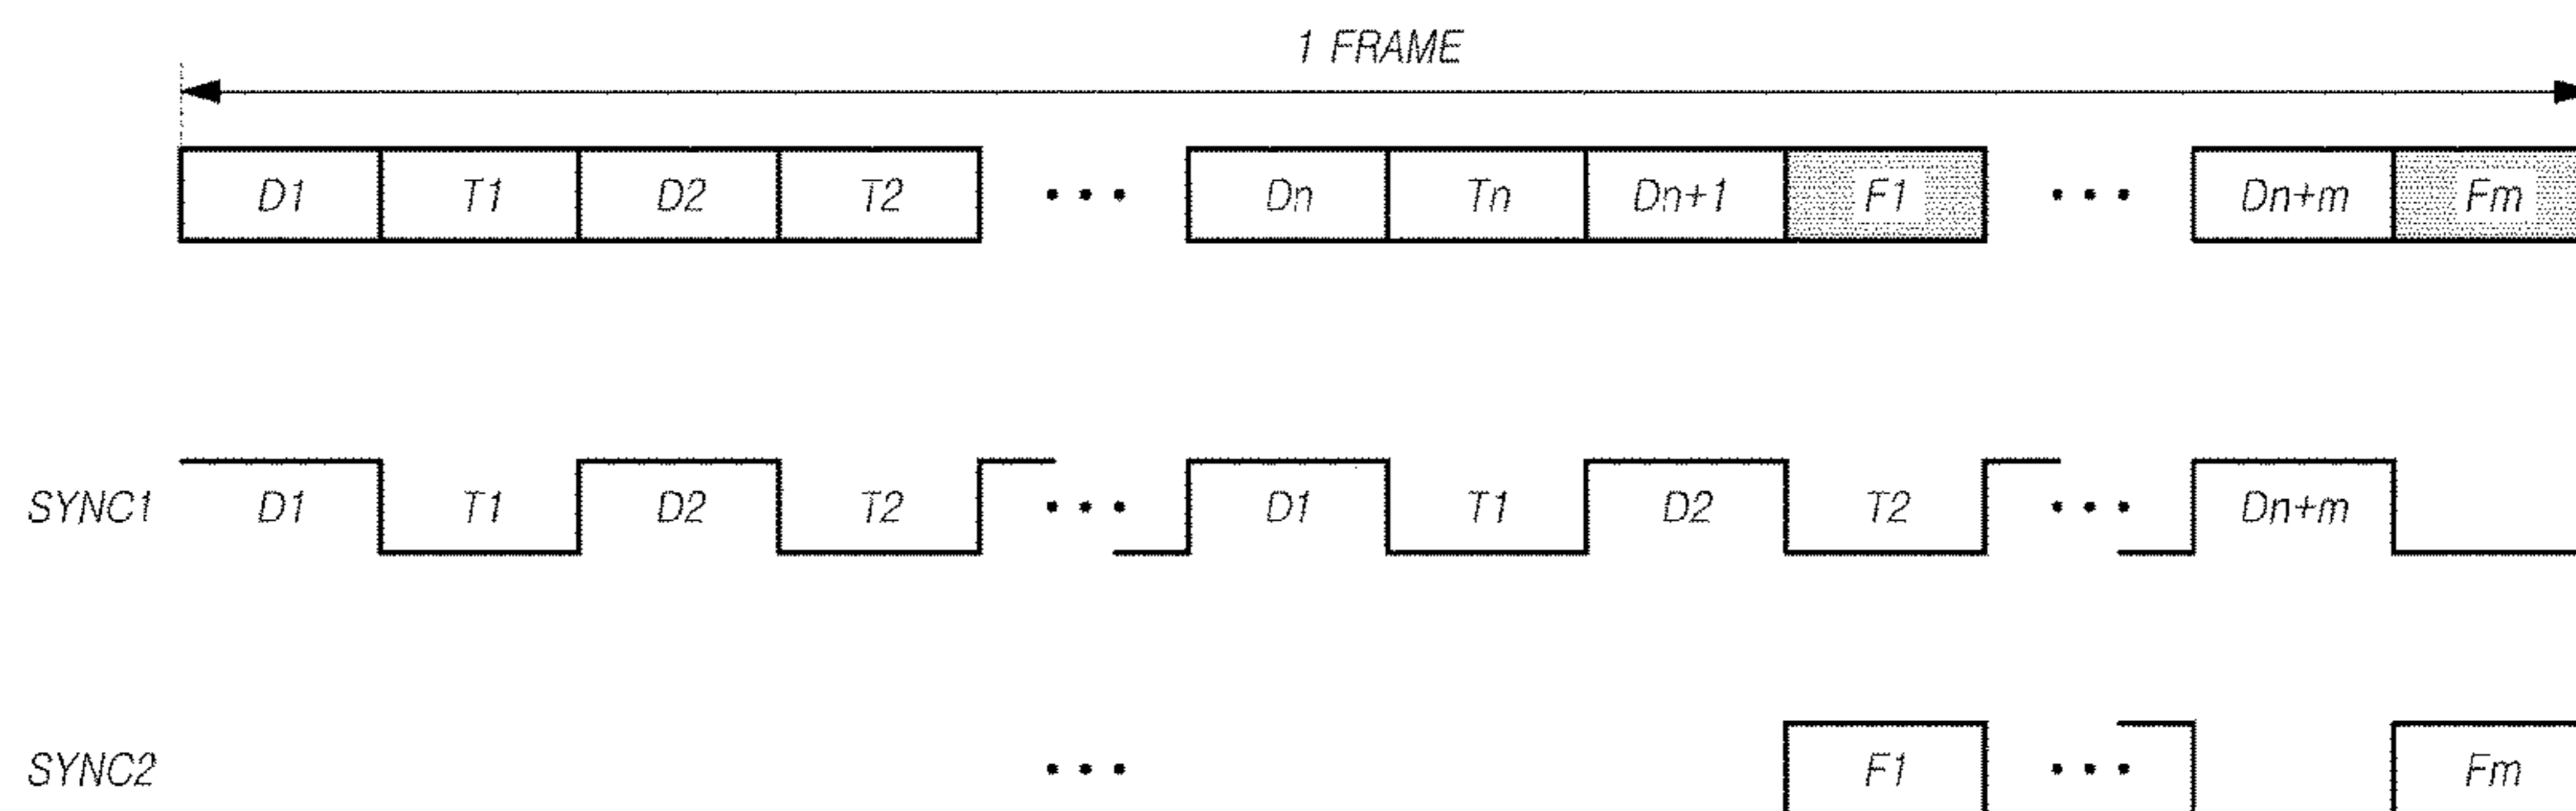 1 FRAME
D1 T1 D2 T2 ... Dn Tn Dn+1 F1 ... Dn+m Fm
SYNC1 D1 T1 D2 T2 ... D1 T1 D2 T2 ... Dn+m
SYNC2 ... F1 ... Fm